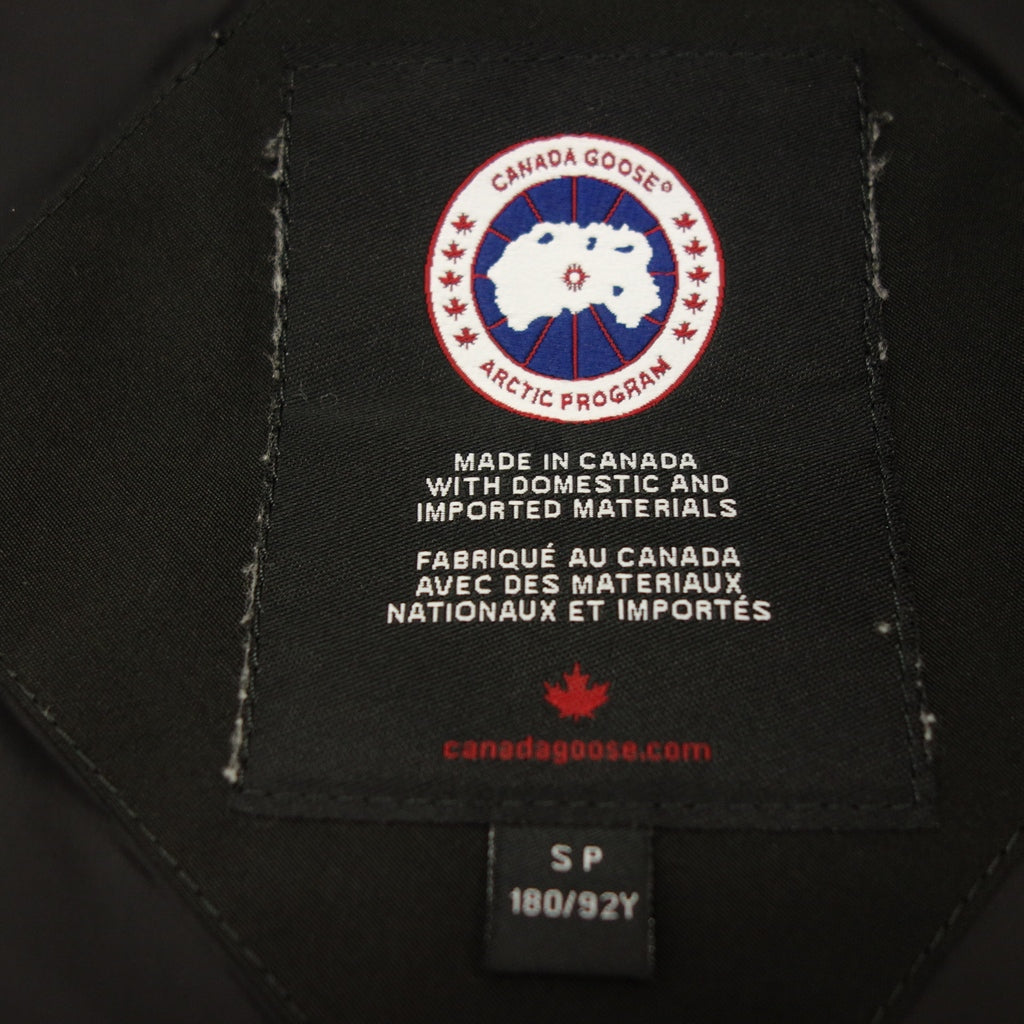 CANADA GOOSE®
ARCTIC PROGRAM
MADE IN CANADA
WITH DOMESTIC AND
IMPORTED MATERIALS
FABRIQUÉ AU CANADA
AVEC DES MATERIAUX
NATIONAUX ET IMPORTÉS
canadagoose.com
S P
180/92Y